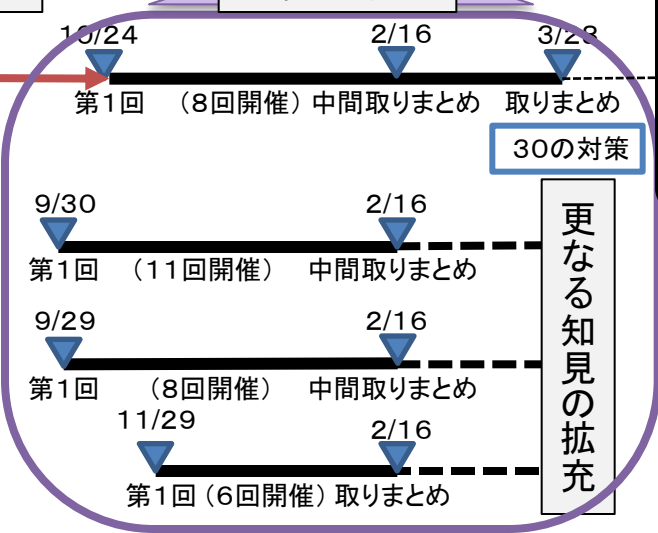 10/24 2/16 3/28
第1回 （8回開催）中間取りまとめ 取りまとめ
30の対策
9/30 2/16
第1回 （11回開催） 中間取りまとめ
9/29 2/16
第1回 （8回開催） 中間取りまとめ
11/29 2/16
第1回（6回開催）取りまとめ
更なる知見の拡充